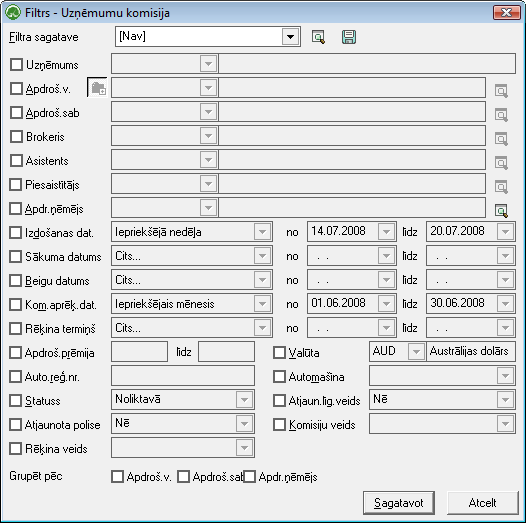 Filtrs - Uzņēmumu komisija
Filtra sagatave [Nav]
Uzņēmums
Apdroš.v.
Apdroš.sab
Brokeris
Asistents
Piesaistītājs
Apdr.ņēmējs
Izdošanas dat. Iepriekšējā nedēļa no 14.07.2008 līdz 20.07.2008
Sākuma datums Cits... no . . līdz . .
Beigu datums Cits... no . . līdz . .
Kom.aprēķ.dat. Iepriekšējais mēnesis no 01.06.2008 līdz 30.06.2008
Rēķina termiņš Cits... no . . līdz . .
Apdroš.prēmija līdz Valūta AUD Austrālijas dolārs
Auto.reģ.nr. Automašīna
Statuss Noliktavā Atjaun.līg.veids Nē
Atjaunota polise Nē Komisiju veids
Rēķina veids
Grupēt pēc Apdroš.v. Apdroš.sab Apdr.ņēmējs
Sagatavot Atcelt